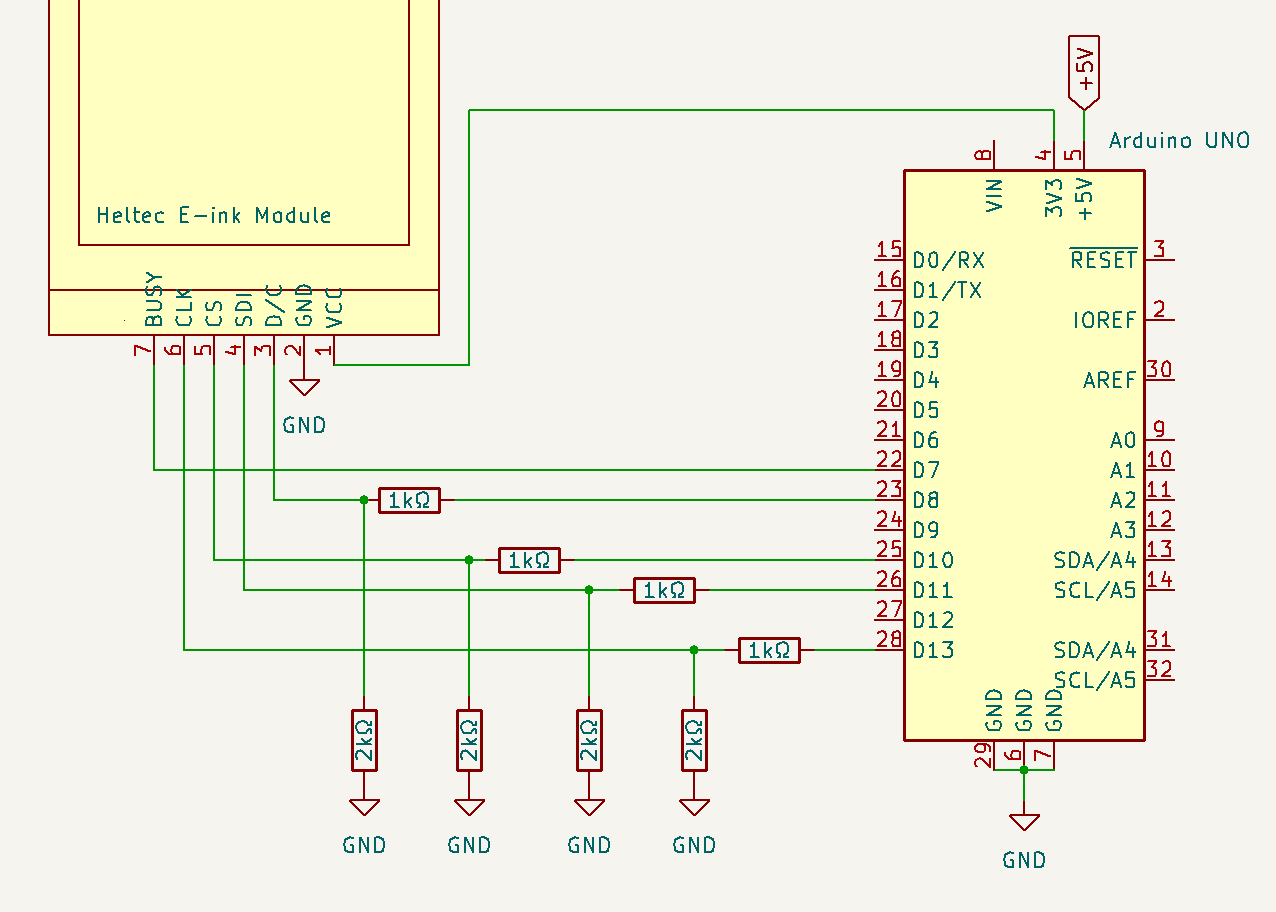 +5V
Arduino UNO
8
4
5
VIN
3V3
+5V
Heltec E-ink Module
BUSY
CLK
CS
SDI
D/C
GND
VCC
7
6
5
4
3
2
1
GND
15
D0/RX
16
D1/TX
17
D2
18
D3
19
D4
20
D5
21
D6
22
D7
23
D8
24
D9
25
D10
26
D11
27
D12
28
D13
RESET
3
IOREF
2
AREF
30
A0
9
A1
10
A2
11
A3
12
SDA/A4
13
SCL/A5
14
SDA/A4
31
SCL/A5
32
GND
GND
GND
29
6
7
GND
1kΩ
1kΩ
1kΩ
1kΩ
2kΩ
2kΩ
2kΩ
2kΩ
GND
GND
GND
GND